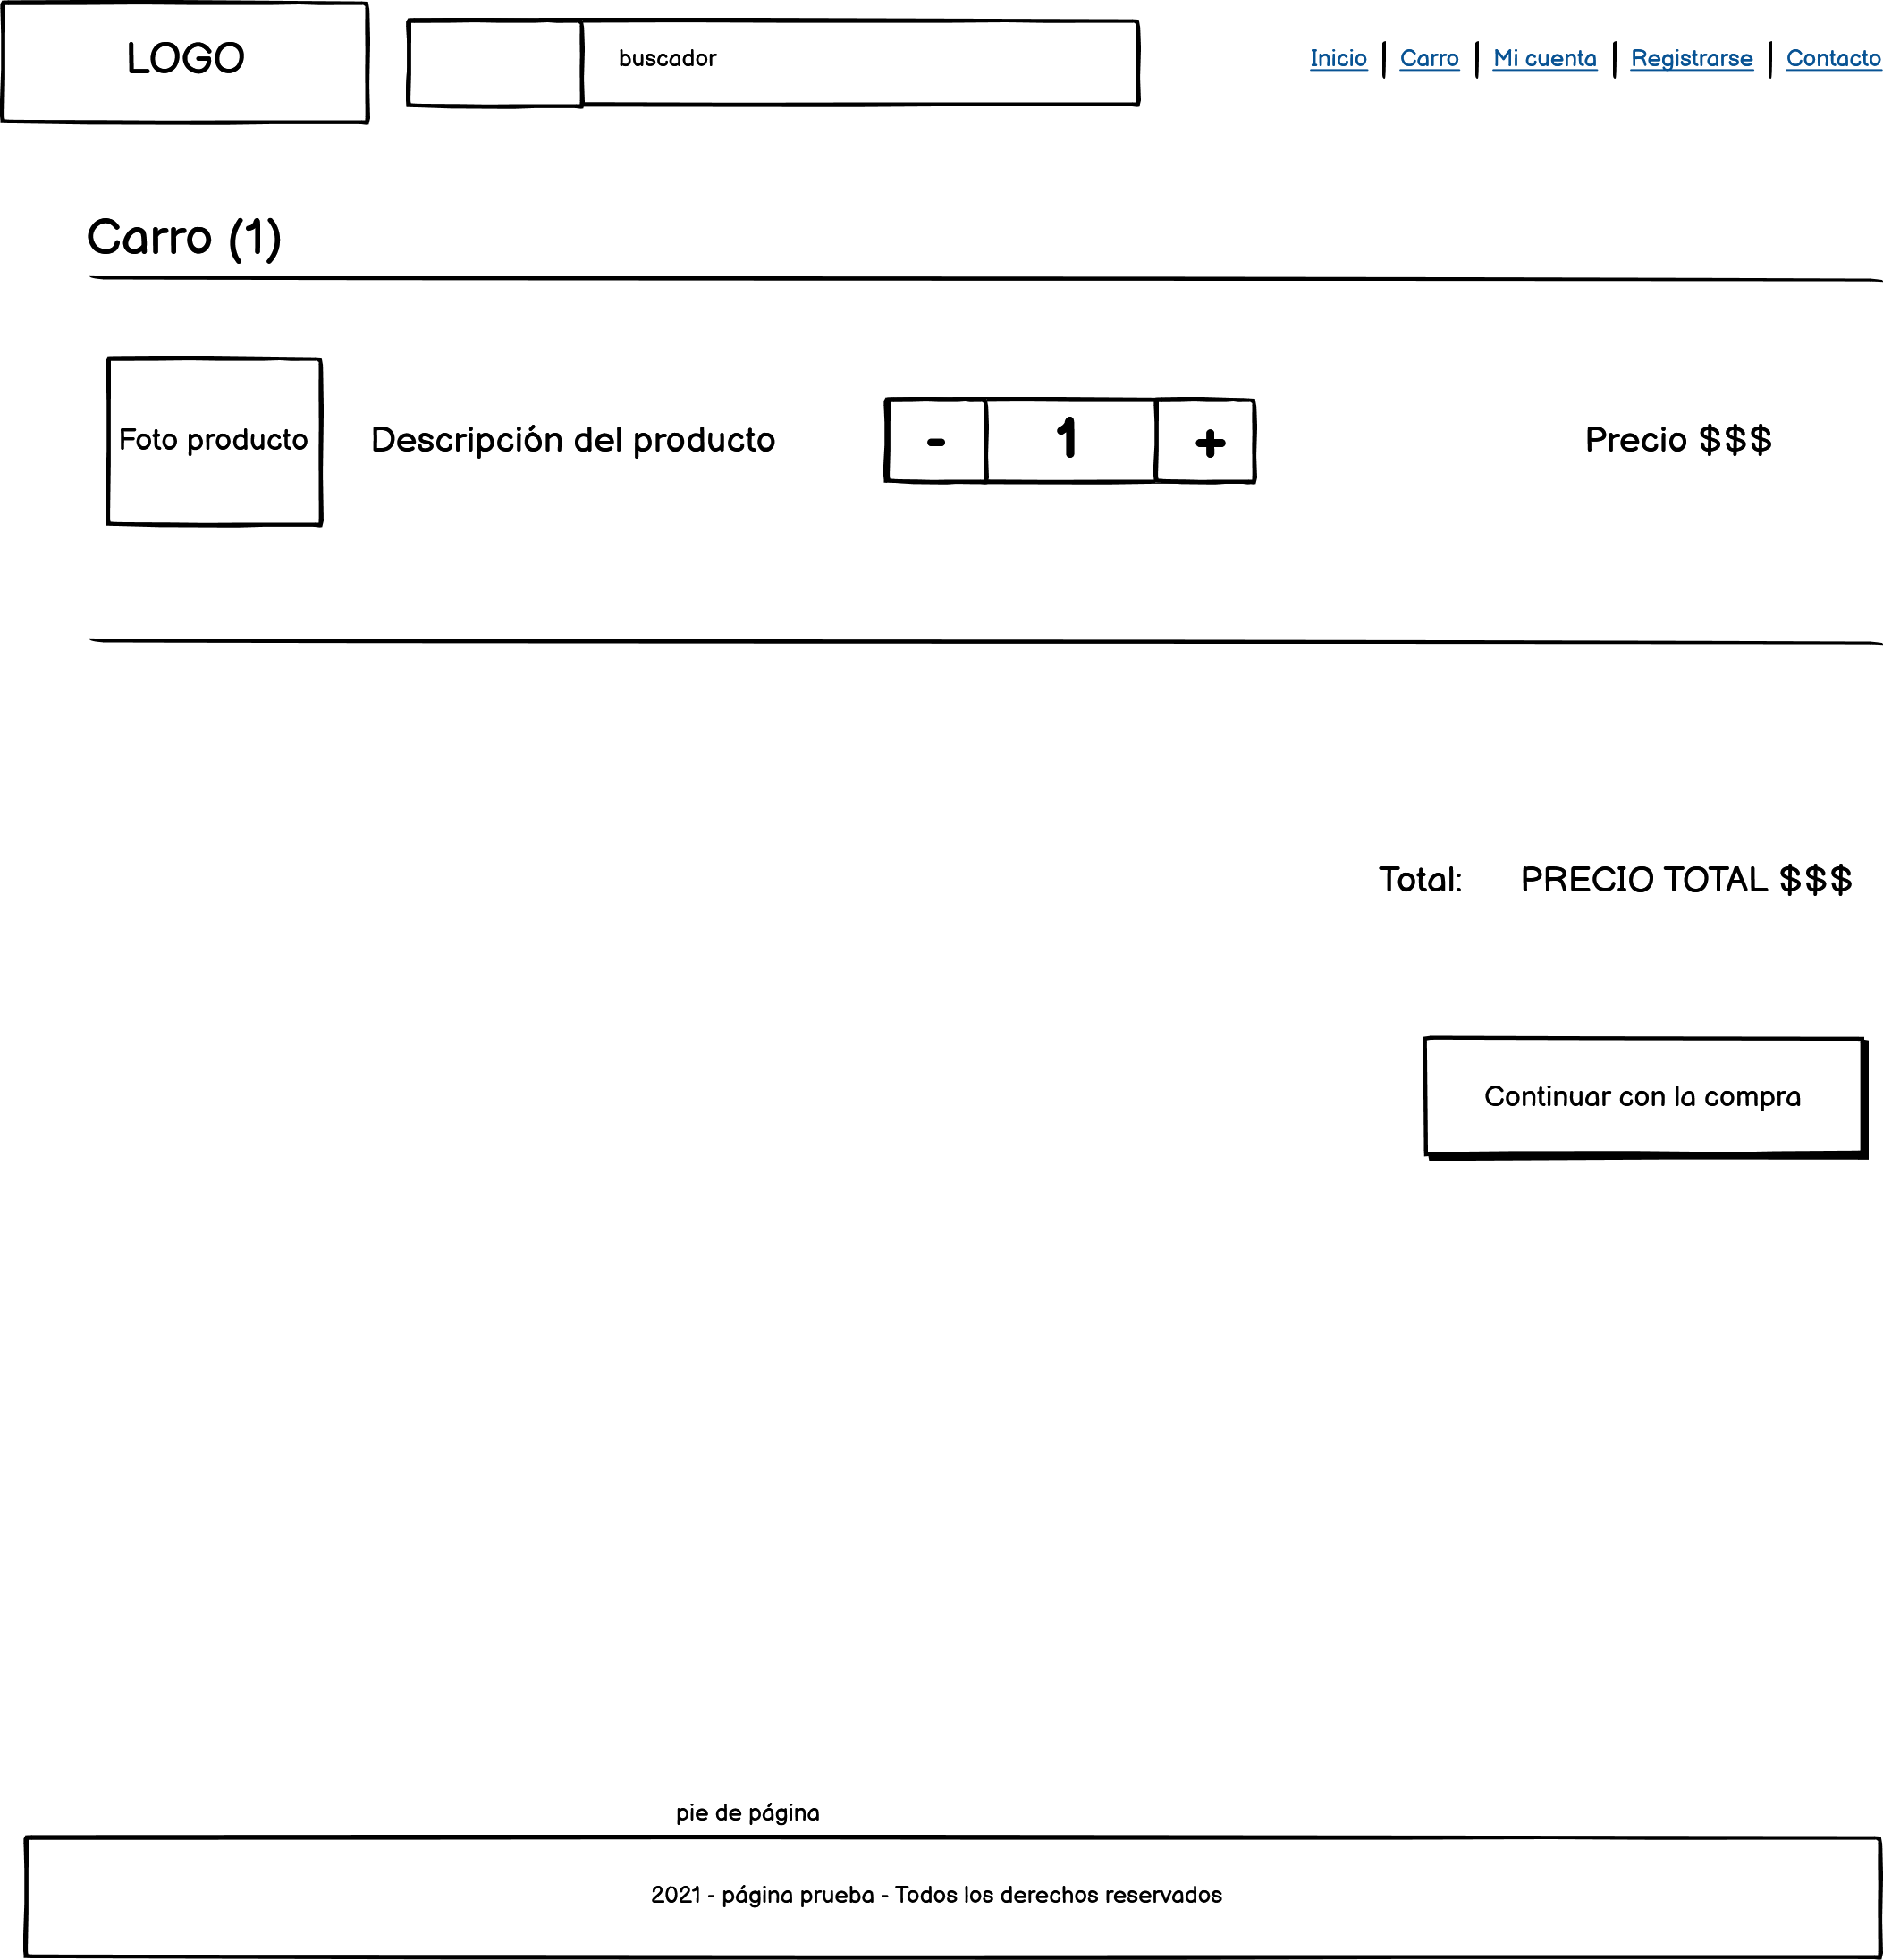 LOGO
buscador
Inicio | Carro | Mi cuenta | Registrarse | Contacto
Carro (1)
Foto producto
Descripción del producto
- 1 +
Precio $$$
Total: PRECIO TOTAL $$$
Continuar con la compra
pie de página
2021 - página prueba - Todos los derechos reservados